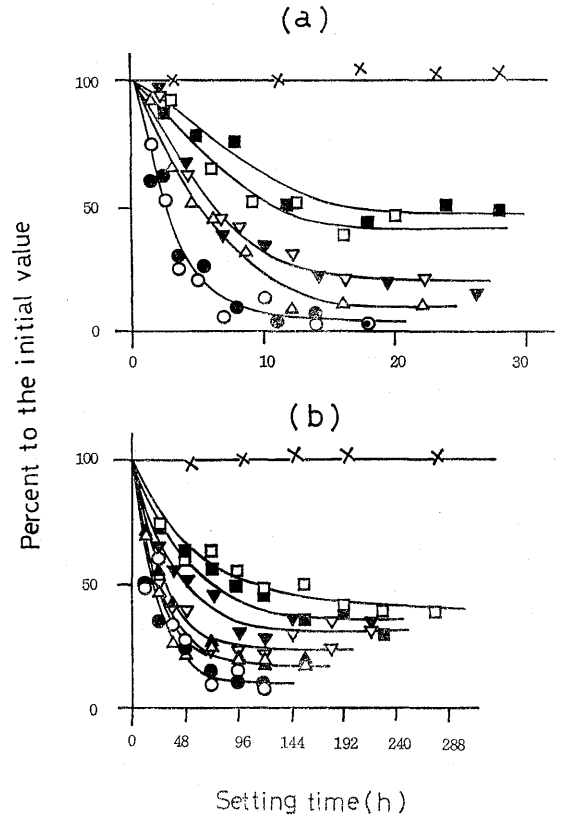 (a)
100
50
0
0 10 20 30
Percent to the initial value
(b)
100
50
0
0 48 96 144 192 240 288
Setting time (h)